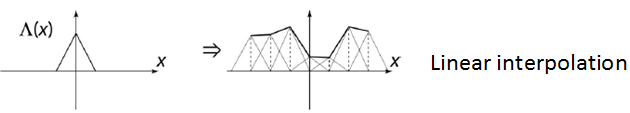 Λ(x)
x
⇒
x
Linear interpolation